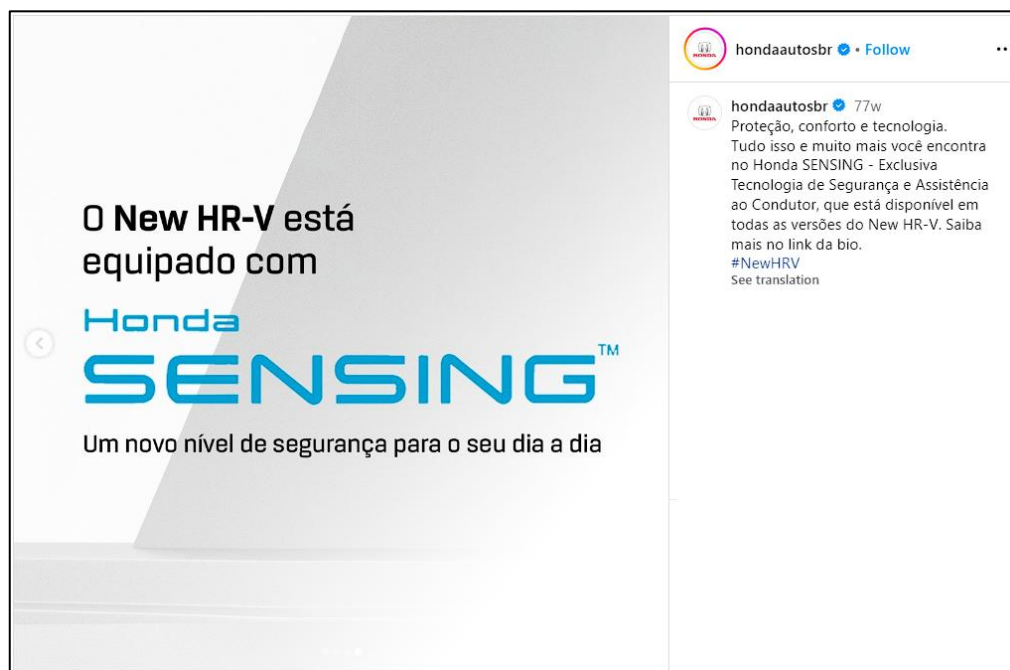 O New HR-V está
equipado com
Honda
SENSING™
Um novo nível de segurança para o seu dia a dia
HONDA
hondaautosbr • Follow
HONDA
hondaautosbr 77w
Proteção, conforto e tecnologia.
Tudo isso e muito mais você encontra
no Honda SENSING - Exclusiva
Tecnologia de Segurança e Assistência
ao Condutor, que está disponível em
todas as versões do New HR-V. Saiba
mais no link da bio.
#NewHRV
See translation